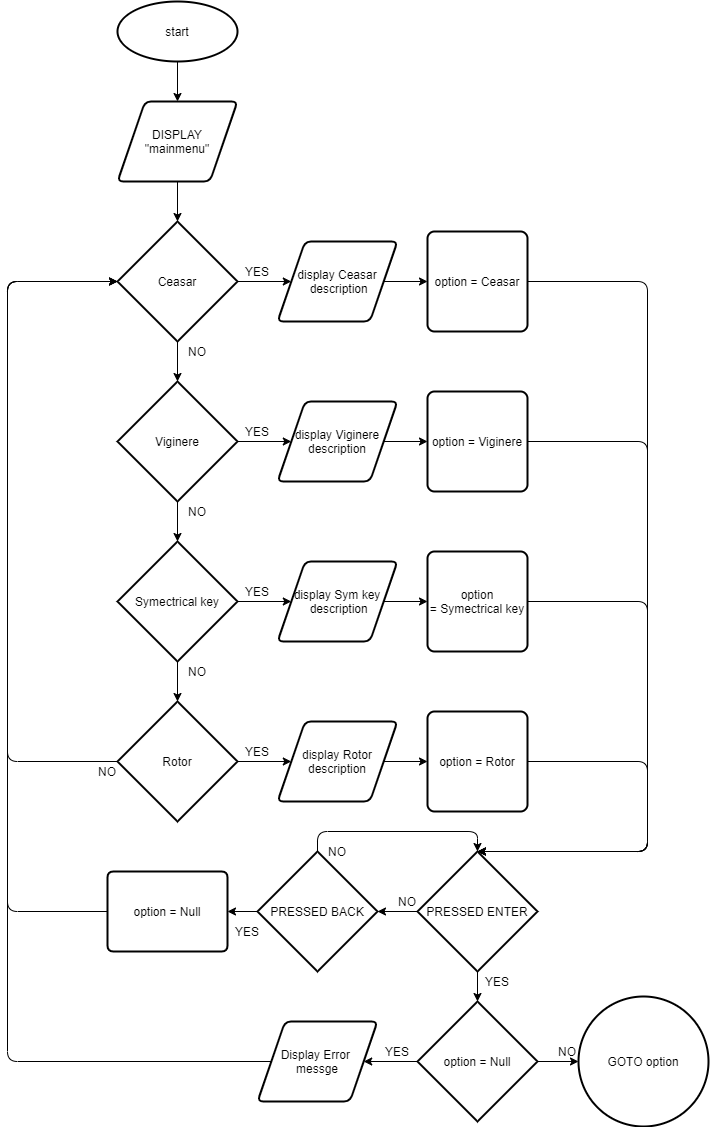 start
DISPLAY
"mainmenu"
Ceasar
YES
display Ceasar
description
option = Ceasar
NO
Viginere
YES
display Viginere
description
option = Viginere
NO
Symectrical key
YES
display Sym key
description
option
= Symectrical key
NO
Rotor
YES
display Rotor
description
option = Rotor
NO
NO
option = Null
YES
PRESSED BACK
NO
PRESSED ENTER
YES
Display Error
messge
YES
option = Null
NO
GOTO option